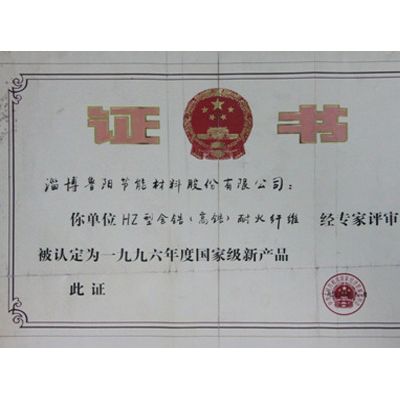 证书
淄博鲁阳节能材料股份有限公司:
你单位HZ型含锆(高锆)耐火纤维 经专家评审
被认定为一九九六年度国家级新产品
此证